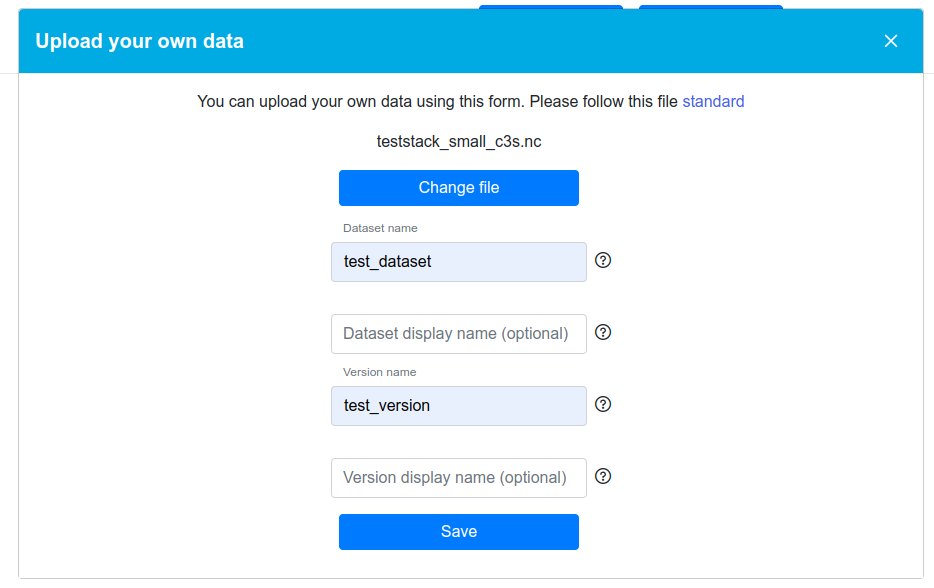 Upload your own data
You can upload your own data using this form. Please follow this file standard
teststack_small_c3s.nc
Change file
Dataset name
test_dataset
Dataset display name (optional)
Version name
test_version
Version display name (optional)
Save